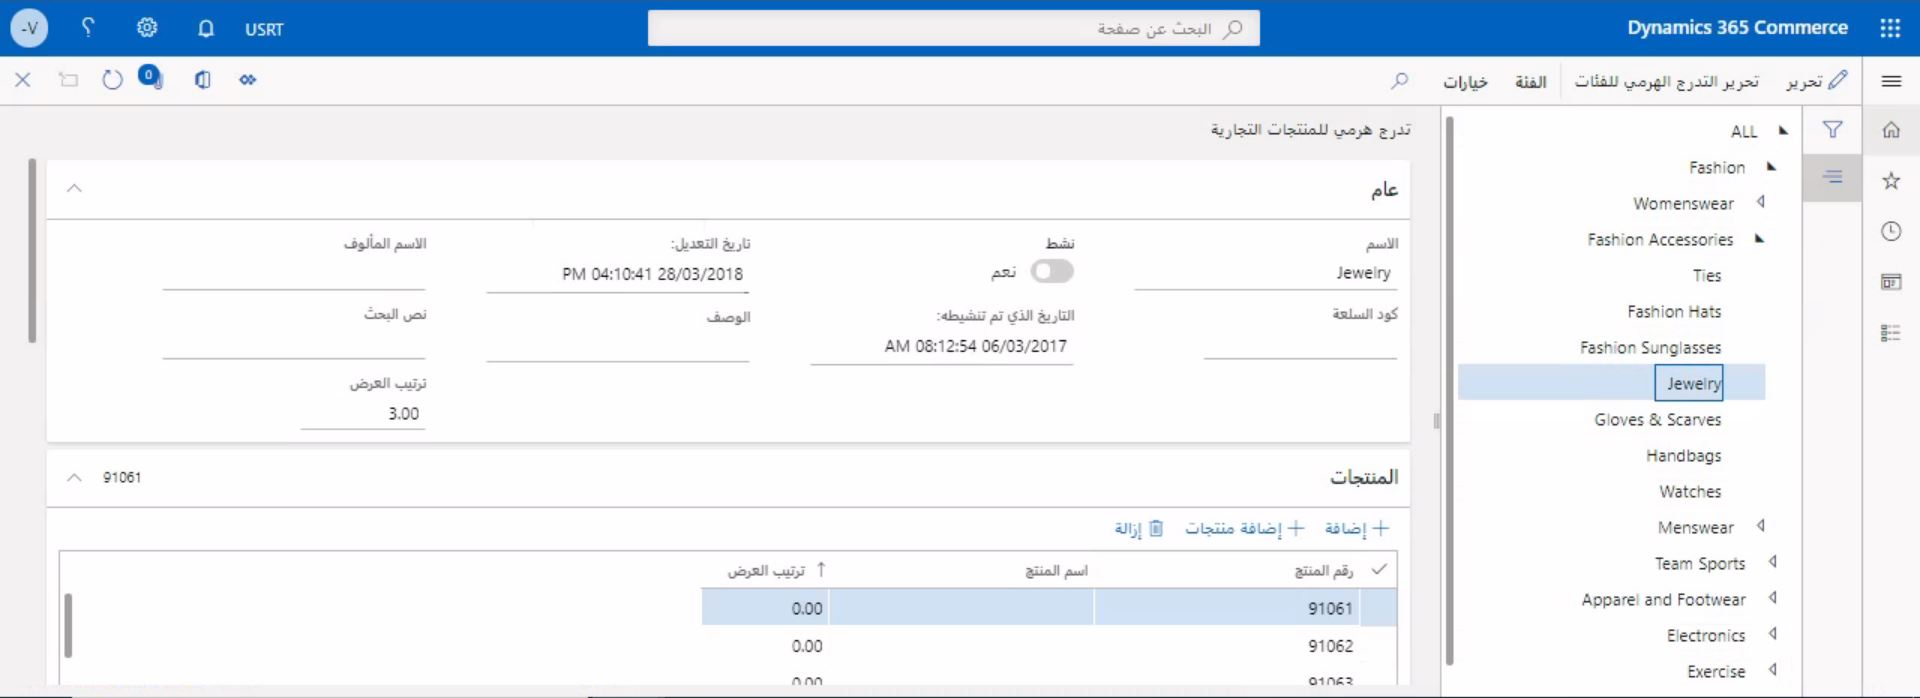 Dynamics 365 Commerce
البحث عن صفحة
USRT
-V
تحرير
تحرير التدرج الهرمي للفئات
الفئة
خيارات
0
ALL
Fashion
Womenswear
Fashion Accessories
Ties
Fashion Hats
Fashion Sunglasses
Jewelry
Gloves & Scarves
Handbags
Watches
Menswear
Team Sports
Apparel and Footwear
Electronics
Exercise
تدرج هرمي للمنتجات التجارية
عام
الاسم
Jewelry
كود السلعة
نشط
نعم
التاريخ الذي تم تنشيطه:
AM 08:12:54 06/03/2017
تاريخ التعديل:
PM 04:10:41 28/03/2018
الوصف
الاسم المألوف
نص البحث
ترتيب العرض
3.00
المنتجات
91061
إضافة
إضافة منتجات
إزالة
رقم المنتج اسم المنتج ترتيب العرض
91061 0.00
91062 0.00
91063 0.00